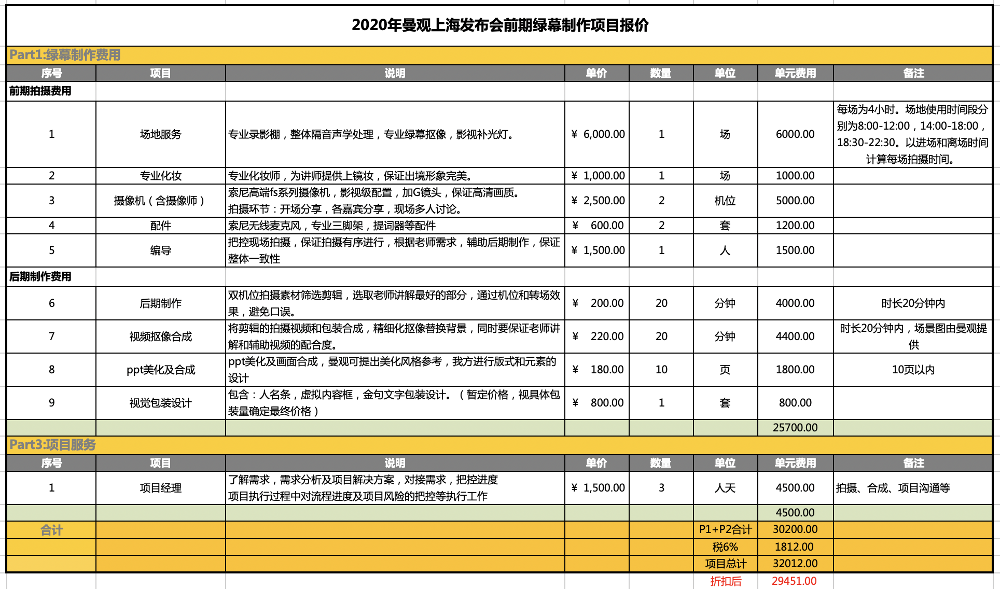 2020年曼观上海发布会前期绿幕制作项目报价
Part1:绿幕制作费用
序号 项目 说明 单价 数量 单位 单元费用 备注
前期拍摄费用
1 场地服务 专业录影棚，整体隔音声学处理，专业绿幕抠像，影视补光灯。 ¥ 6,000.00 1 场 6000.00 每场为4小时。场地使用时间段分
别为8:00-12:00，14:00-18:00，
18:30-22:30。以进场和离场时间
计算每场拍摄时间。
2 专业化妆 专业化妆师，为讲师提供上镜妆，保证出境形象完美。 ¥ 1,000.00 1 场 1000.00
3 摄像机（含摄像师） 索尼高端fs系列摄像机，影视级配置，加G镜头，保证高清画质。
拍摄环节：开场分享，各嘉宾分享，现场多人讨论。 ¥ 2,500.00 2 机位 5000.00
4 配件 索尼无线麦克风，专业三脚架，提词器等配件 ¥ 600.00 2 套 1200.00
5 编导 把控现场拍摄，保证拍摄有序进行，根据老师需求，辅助后期制作，保证
整体一致性 ¥ 1,500.00 1 人 1500.00
后期制作费用
6 后期制作 双机位拍摄素材筛选剪辑，选取老师讲解最好的部分，通过机位和转场效
果，避免口误。 ¥ 200.00 20 分钟 4000.00 时长20分钟内
7 视频抠像合成 将剪辑的拍摄视频和包装合成，精细化抠像替换背景，同时要保证老师讲
解和辅助视频的配合度。 ¥ 220.00 20 分钟 4400.00 时长20分钟内，场景图由曼观提
供
8 ppt美化及合成 ppt美化及画面合成，曼观可提出美化风格参考，我方进行版式和元素的
设计 ¥ 180.00 10 页 1800.00 10页以内
9 视觉包装设计 包含：人名条，虚拟内容框，金句文字包装设计。（暂定价格，视具体包
装量确定最终价格） ¥ 800.00 1 套 800.00
25700.00
Part3:项目服务
序号 项目 说明 单价 数量 单位 单元费用 备注
1 项目经理 了解需求，需求分析及项目解决方案，对接需求，把控进度
项目执行过程中对流程进度及项目风险的把控等执行工作 ¥ 1,500.00 3 人天 4500.00 拍摄、合成、项目沟通等
4500.00
合计 P1+P2合计 30200.00
税6% 1812.00
项目总计 32012.00
折扣后 29451.00